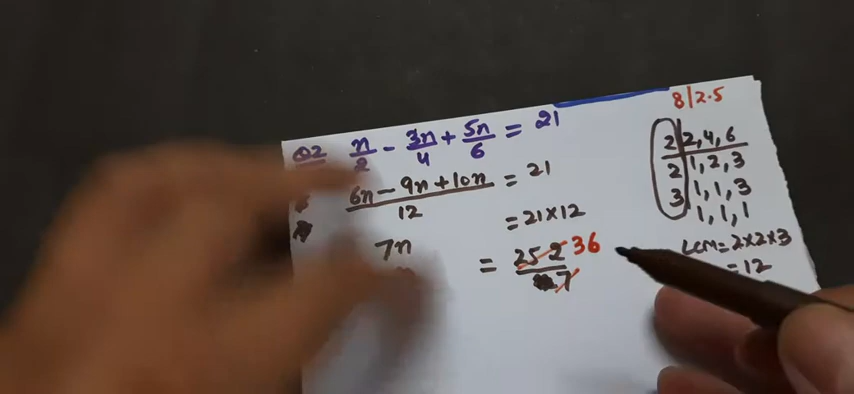 8|2.5
Q2 n/2 - 3n/4 + 5n/6 = 21
6n - 9n + 10n / 12 = 21
= 21 × 12
7n = 252 / 7 36
2|2, 4, 6
2|1, 2, 3
3|1, 1, 3
1, 1, 1
LCM = 2×2×3
= 12